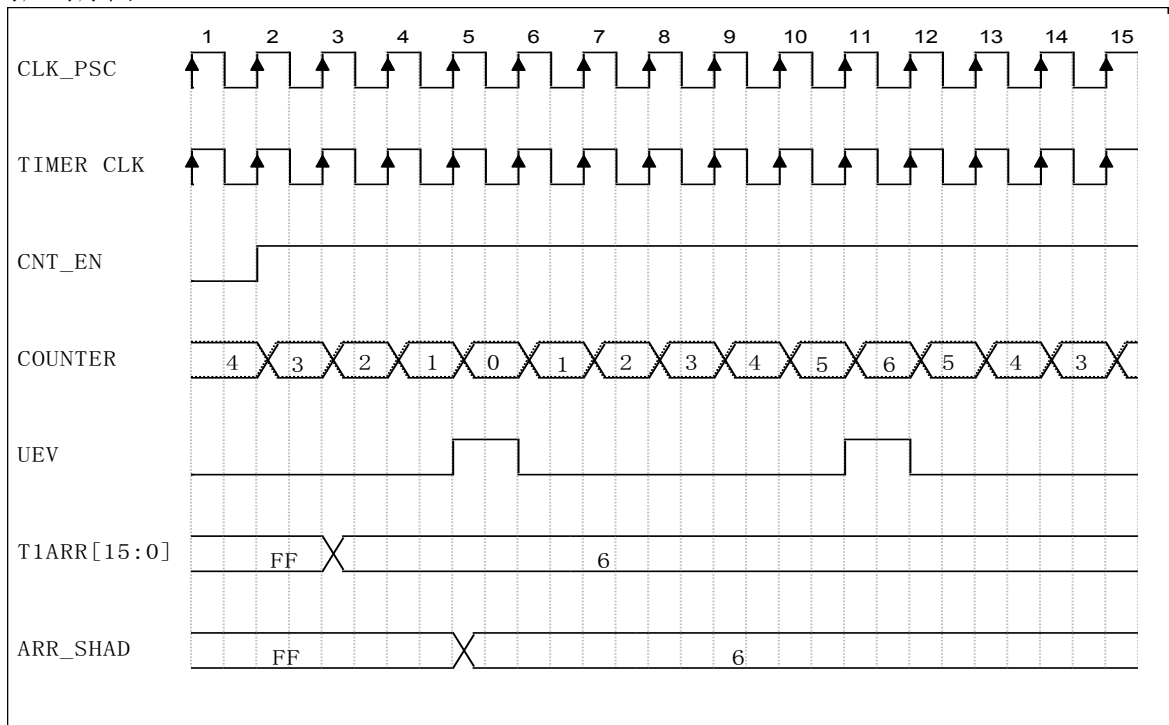 1 2 3 4 5 6 7 8 9 10 11 12 13 14 15
CLK_PSC
TIMER CLK
CNT_EN
COUNTER 4 3 2 1 0 1 2 3 4 5 6 5 4 3
UEV
T1ARR[15:0] FF 6
ARR_SHAD FF 6